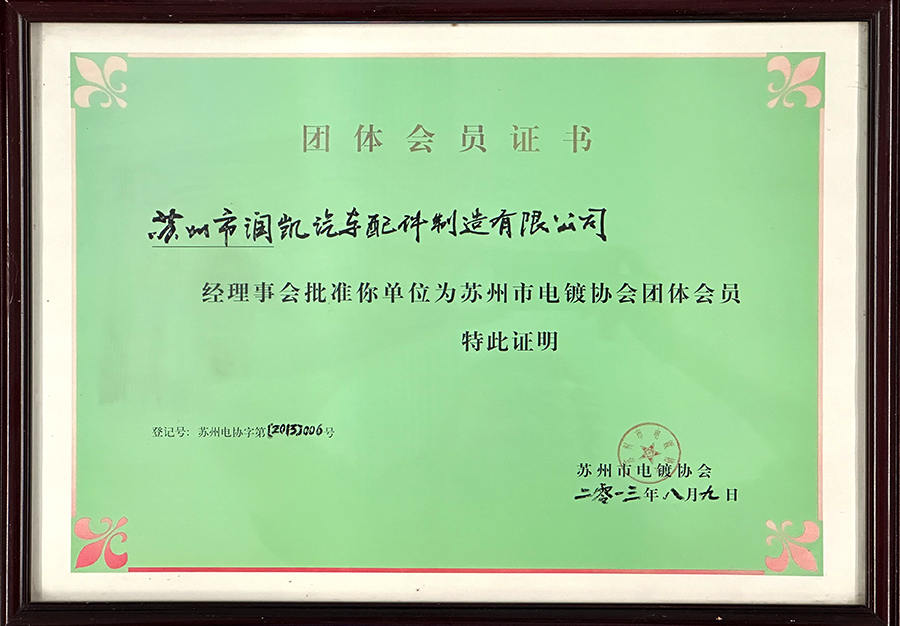 团体会员证书
苏州市润凯汽车配件制造有限公司
经理事会批准你单位为苏州市电镀协会团体会员
特此证明
登记号：苏州电协字第[2013]006号
苏州市电镀协会
二零一三年八月九日